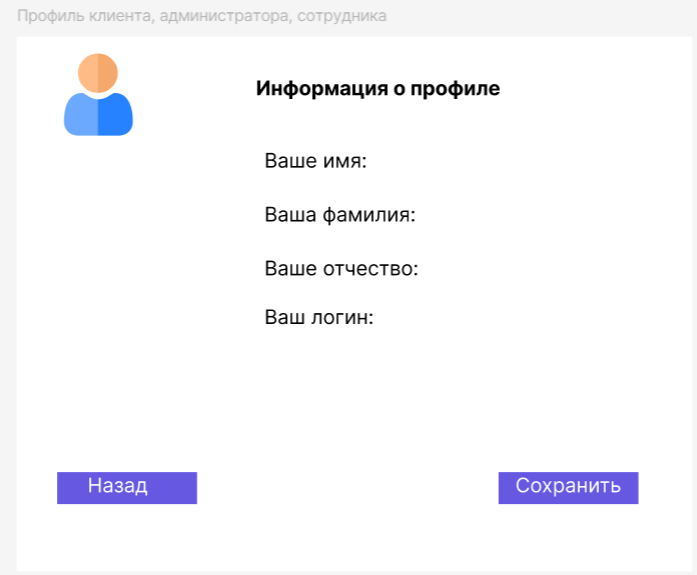 Профиль клиента, администратора, сотрудника
Информация о профиле
Ваше имя:
Ваша фамилия:
Ваше отчество:
Ваш логин:
Назад
Сохранить